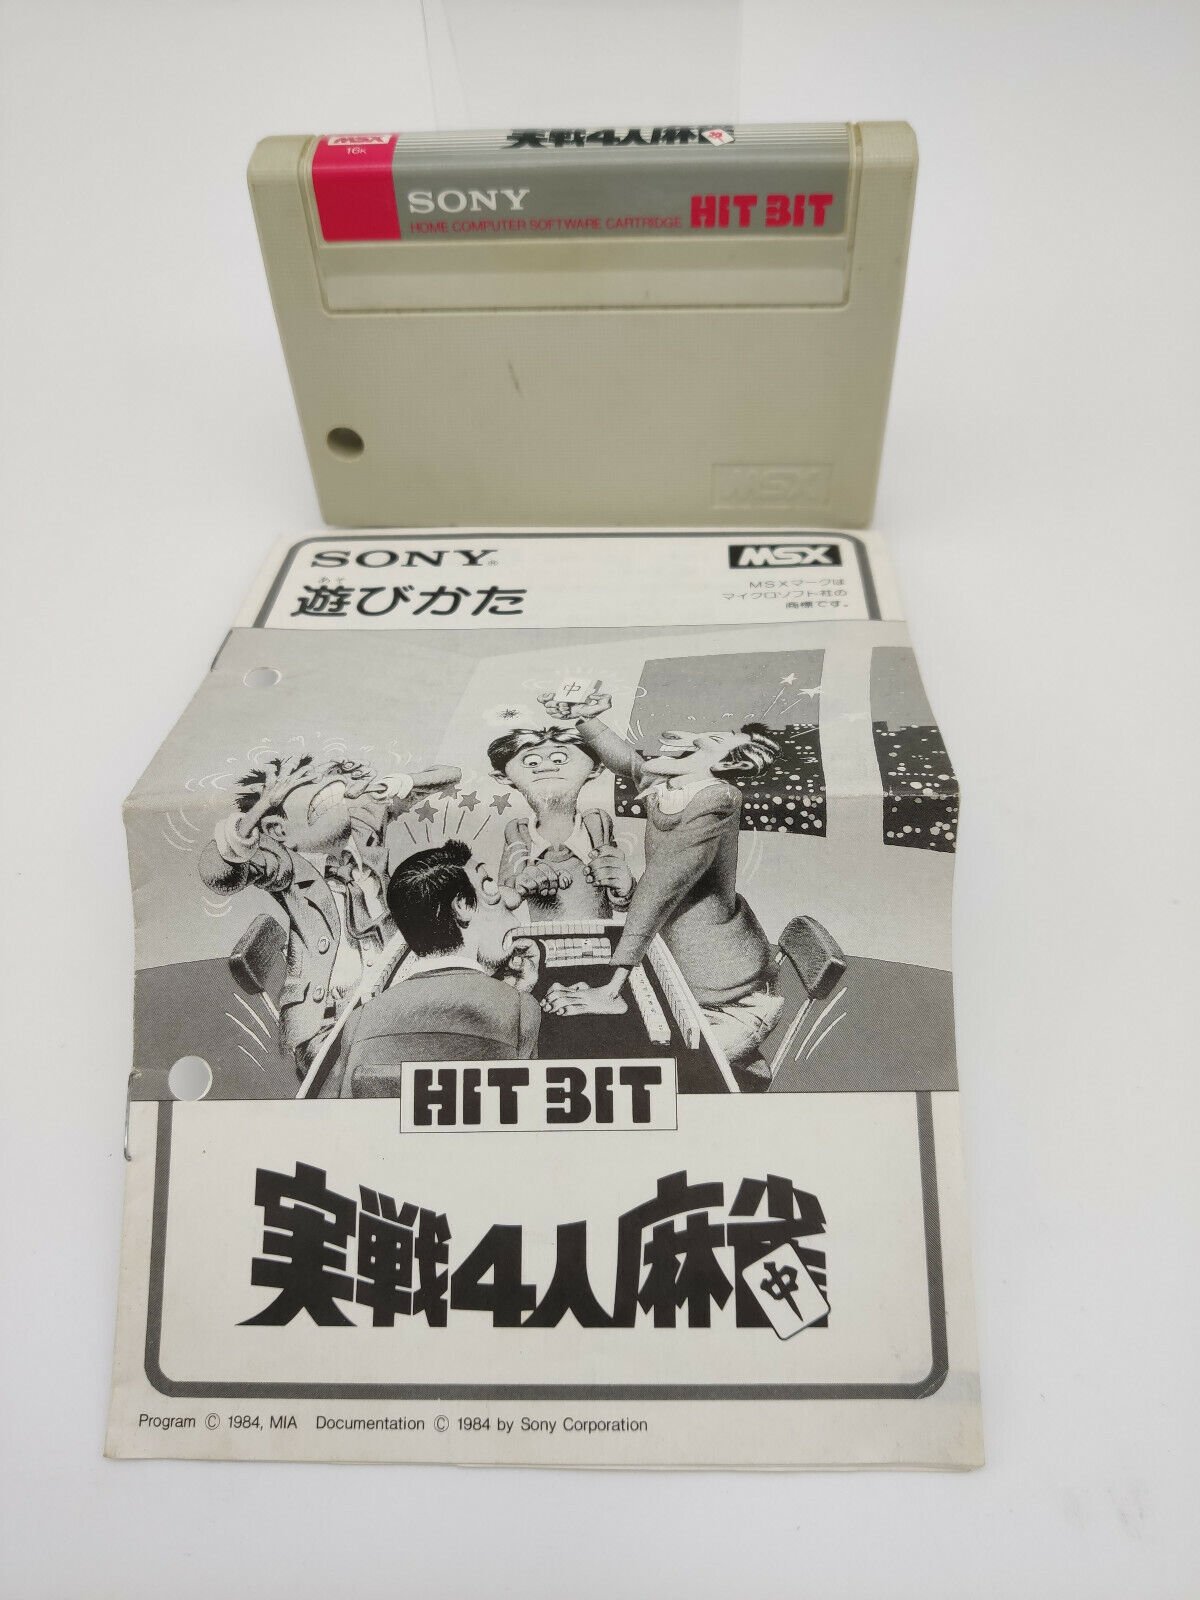 MSX
16K
実戦4人麻雀
中
SONY
HOME COMPUTER SOFTWARE CARTRIDGE
HIT BIT
MSX
SONY®
MSX
あそ
遊びかた
MSXマークは
マイクロソフト社の
商標です。
中
HIT BIT
実戦4人麻雀
中
Program © 1984, MIA Documentation © 1984 by Sony Corporation